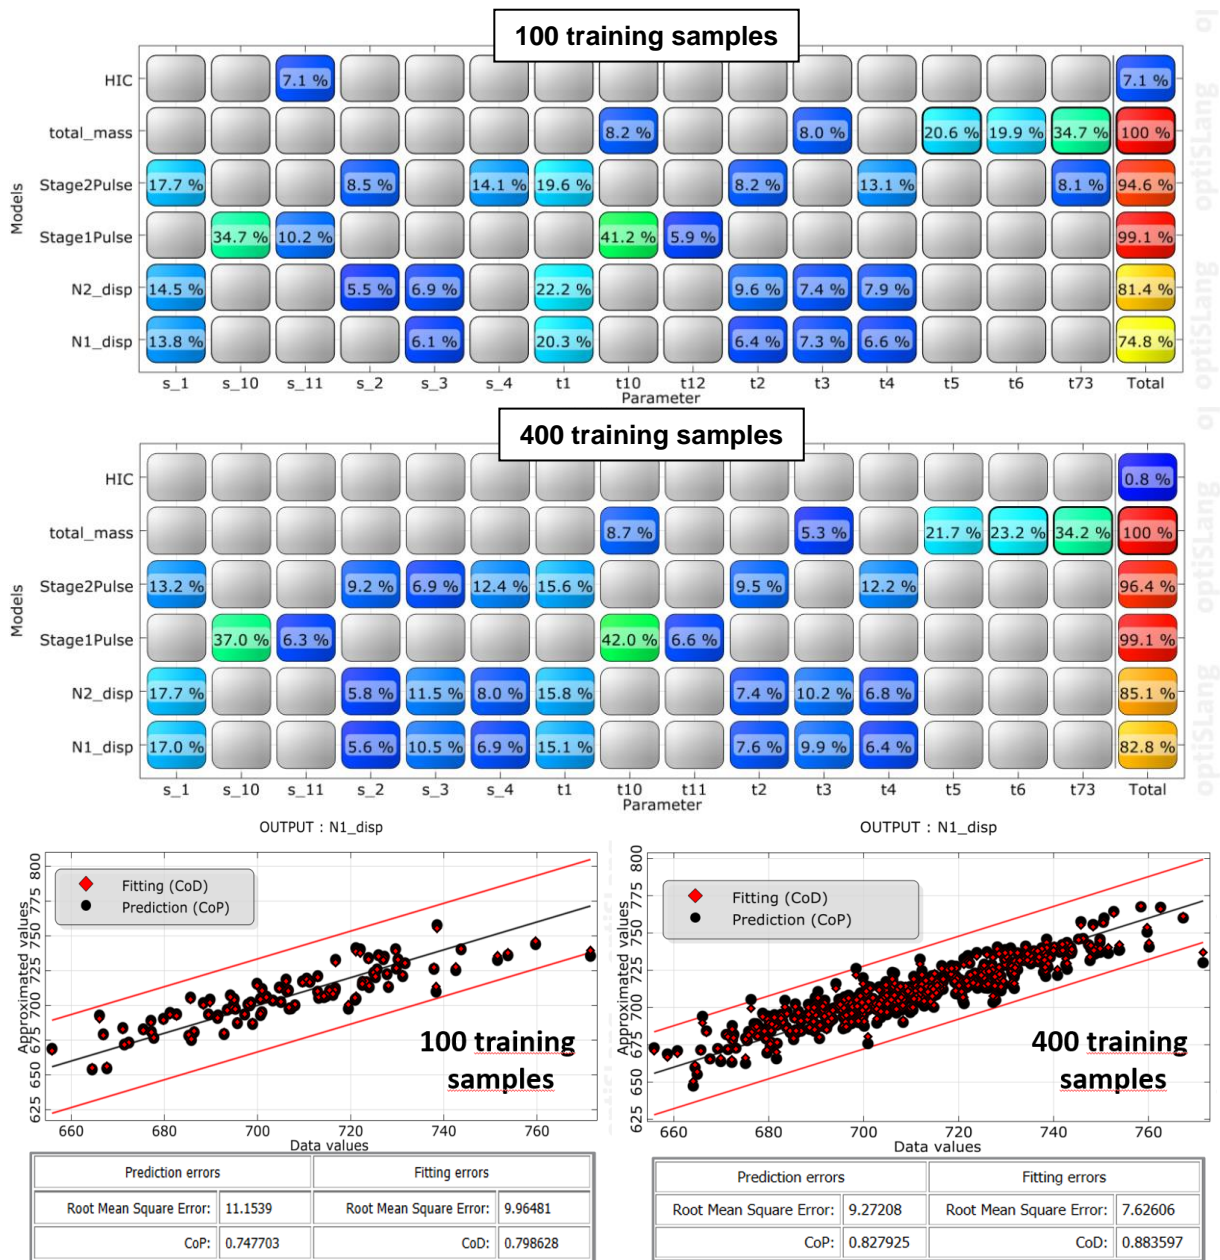 100 training samples
HIC 7.1 % 7.1 %
total_mass 8.2 % 8.0 % 20.6 % 19.9 % 34.7 % 100 %
Stage2Pulse 17.7 % 8.5 % 14.1 % 19.6 % 8.2 % 13.1 % 8.1 % 94.6 %
Stage1Pulse 34.7 % 10.2 % 41.2 % 5.9 % 99.1 %
N2_disp 14.5 % 5.5 % 6.9 % 22.2 % 9.6 % 7.4 % 7.9 % 81.4 %
N1_disp 13.8 % 6.1 % 20.3 % 6.4 % 7.3 % 6.6 % 74.8 %
Models
s_1 s_10 s_11 s_2 s_3 s_4 t1 t10 t12 t2 t3 t4 t5 t6 t73 Total
Parameter
optiSLang
optiSLang
400 training samples
HIC 0.8 %
total_mass 8.7 % 5.3 % 21.7 % 23.2 % 34.2 % 100 %
Stage2Pulse 13.2 % 9.2 % 6.9 % 12.4 % 15.6 % 9.5 % 12.2 % 96.4 %
Stage1Pulse 37.0 % 6.3 % 42.0 % 6.6 % 99.1 %
N2_disp 17.7 % 5.8 % 11.5 % 8.0 % 15.8 % 7.4 % 10.2 % 6.8 % 85.1 %
N1_disp 17.0 % 5.6 % 10.5 % 6.9 % 15.1 % 7.6 % 9.9 % 6.4 % 82.8 %
Models
s_1 s_10 s_11 s_2 s_3 s_4 t1 t10 t11 t2 t3 t4 t5 t6 t73 Total
Parameter
optiSLang
optiSLang
OUTPUT : N1_disp
Fitting (CoD)
Prediction (CoP)
Approximated values
800
775
750
725
700
675
650
625
100 training
samples
660 680 700 720 740 760
Data values
Prediction errors Fitting errors
Root Mean Square Error: 11.1539 Root Mean Square Error: 9.96481
CoP: 0.747703 CoD: 0.798628
OUTPUT : N1_disp
Fitting (CoD)
Prediction (CoP)
Approximated values
800
775
750
725
700
675
650
625
400 training
samples
660 680 700 720 740 760
Data values
Prediction errors Fitting errors
Root Mean Square Error: 9.27208 Root Mean Square Error: 7.62606
CoP: 0.827925 CoD: 0.883597